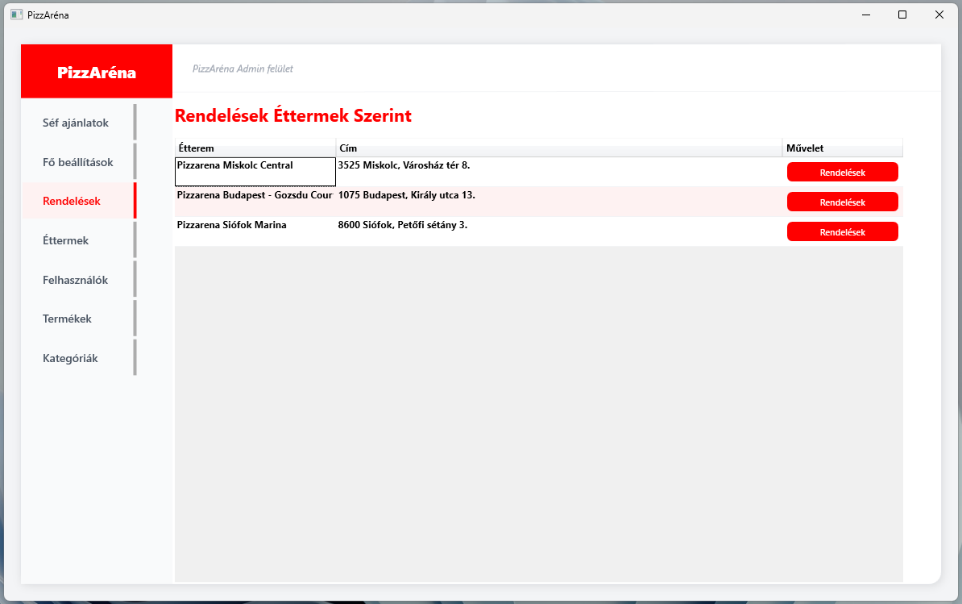 PizzAréna
PizzAréna
PizzAréna Admin felület
Séf ajánlatok
Fő beállítások
Rendelések
Éttermek
Felhasználók
Termékek
Kategóriák
Rendelések Éttermek Szerint
Étterem Cím Művelet
Pizzarena Miskolc Central 3525 Miskolc, Városház tér 8. Rendelések
Pizzarena Budapest - Gozsdu Cour 1075 Budapest, Király utca 13. Rendelések
Pizzarena Siófok Marina 8600 Siófok, Petőfi sétány 3. Rendelések